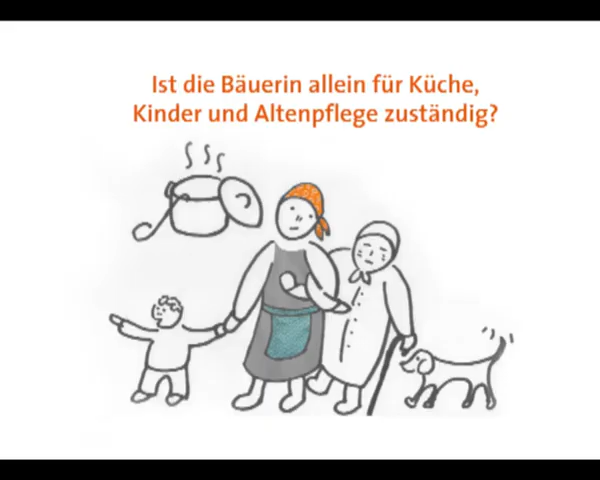 Ist die Bäuerin allein für Küche,
Kinder und Altenpflege zuständig?